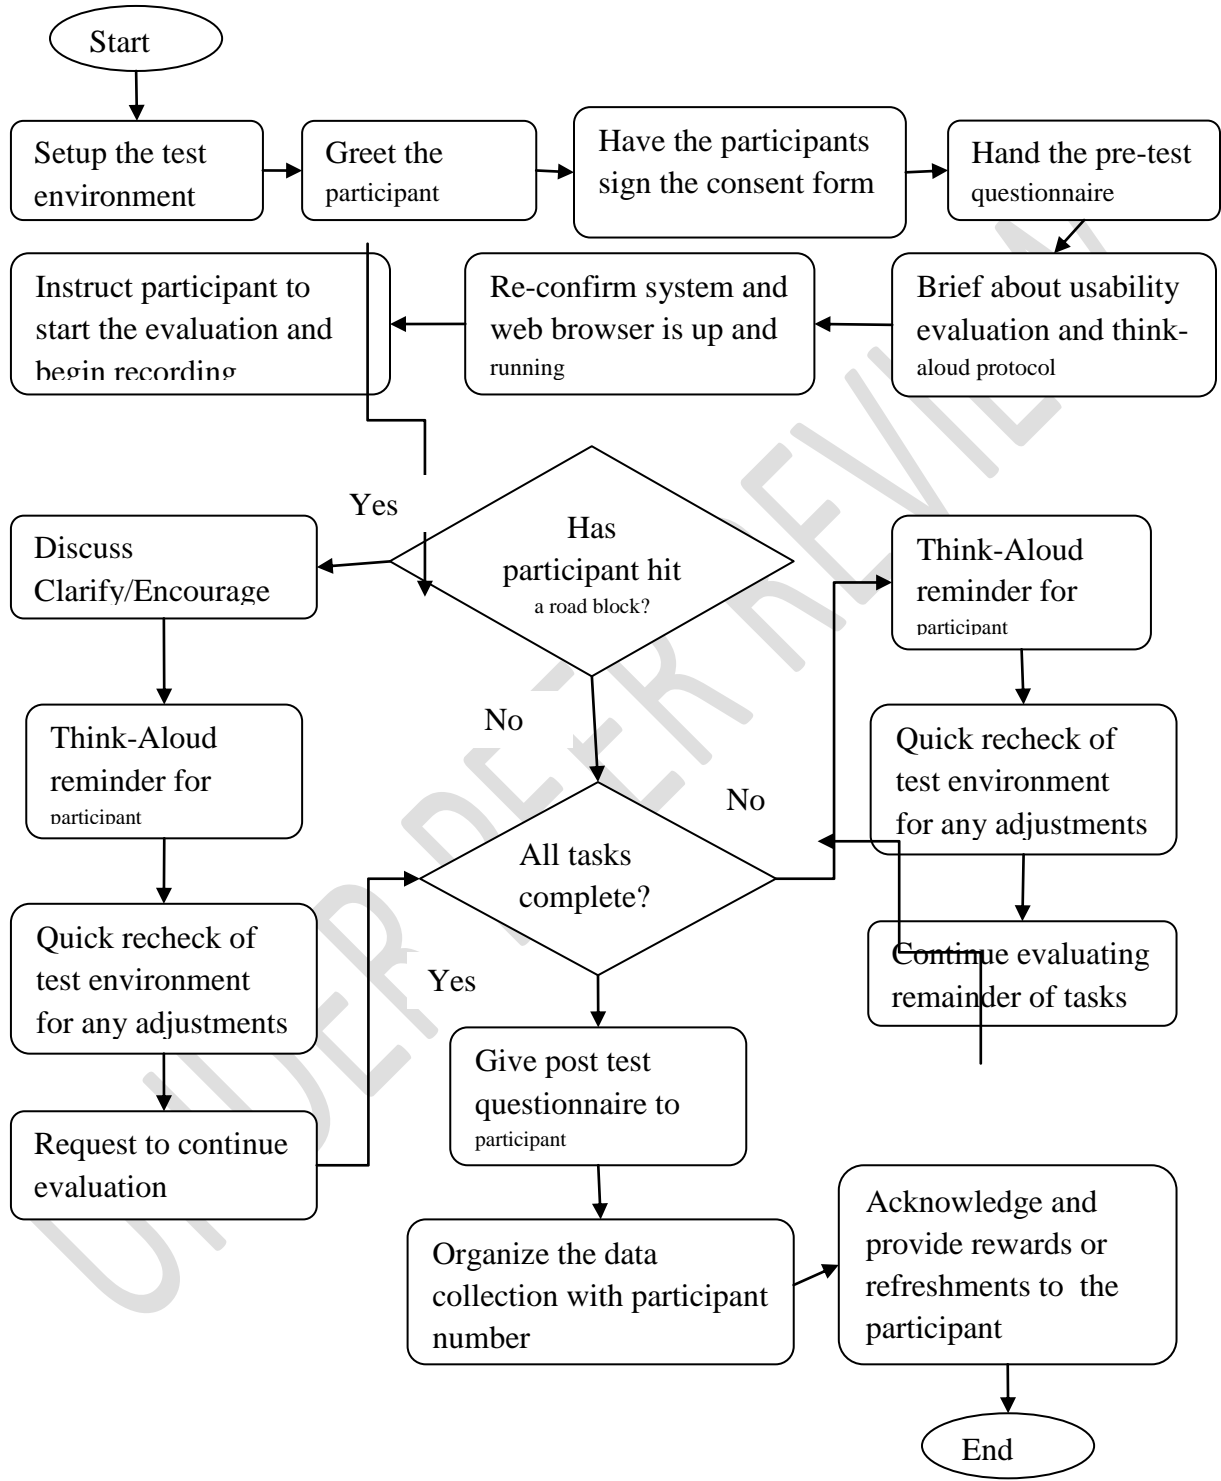 Start
Setup the test
environment
Greet the
participant
Have the participants
sign the consent form
Hand the pre-test
questionnaire
Instruct participant to
start the evaluation and
begin recording
Re-confirm system and
web browser is up and
running
Brief about usability
evaluation and think-
aloud protocol
Yes
Has
participant hit
a road block?
Discuss
Clarify/Encourage
Think-Aloud
reminder for
participant
No
Think-Aloud
reminder for
participant
Quick recheck of
test environment
for any adjustments
No
All tasks
complete?
Quick recheck of
test environment
for any adjustments
Yes
Continue evaluating
remainder of tasks
Give post test
questionnaire to
participant
Request to continue
evaluation
Organize the data
collection with participant
number
Acknowledge and
provide rewards or
refreshments to the
participant
End
UNDER PEER REVIEW